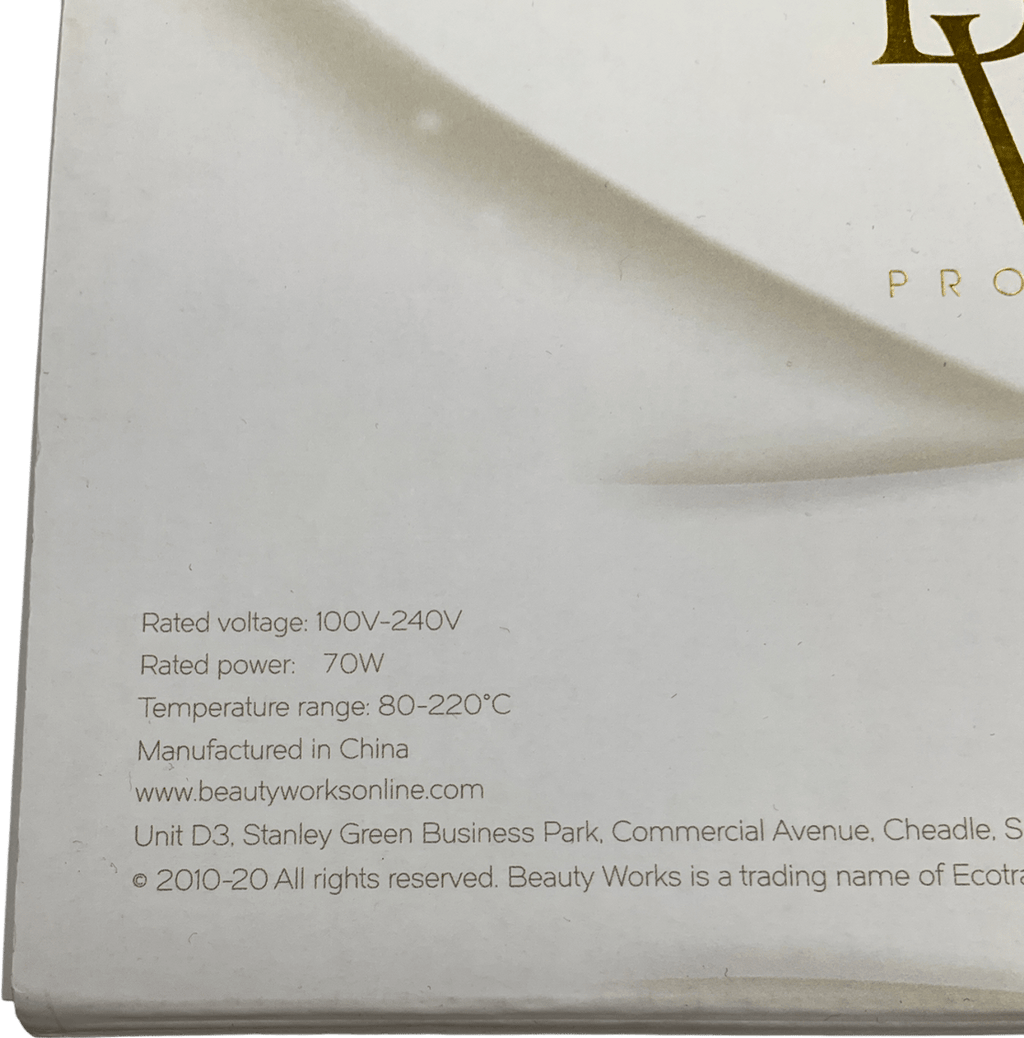 PRO
Rated voltage: 100V-240V
Rated power: 70W
Temperature range: 80-220°C
Manufactured in China
www.beautyworksonline.com
Unit D3, Stanley Green Business Park, Commercial Avenue, Cheadle, S
© 2010-20 All rights reserved. Beauty Works is a trading name of Ecotra